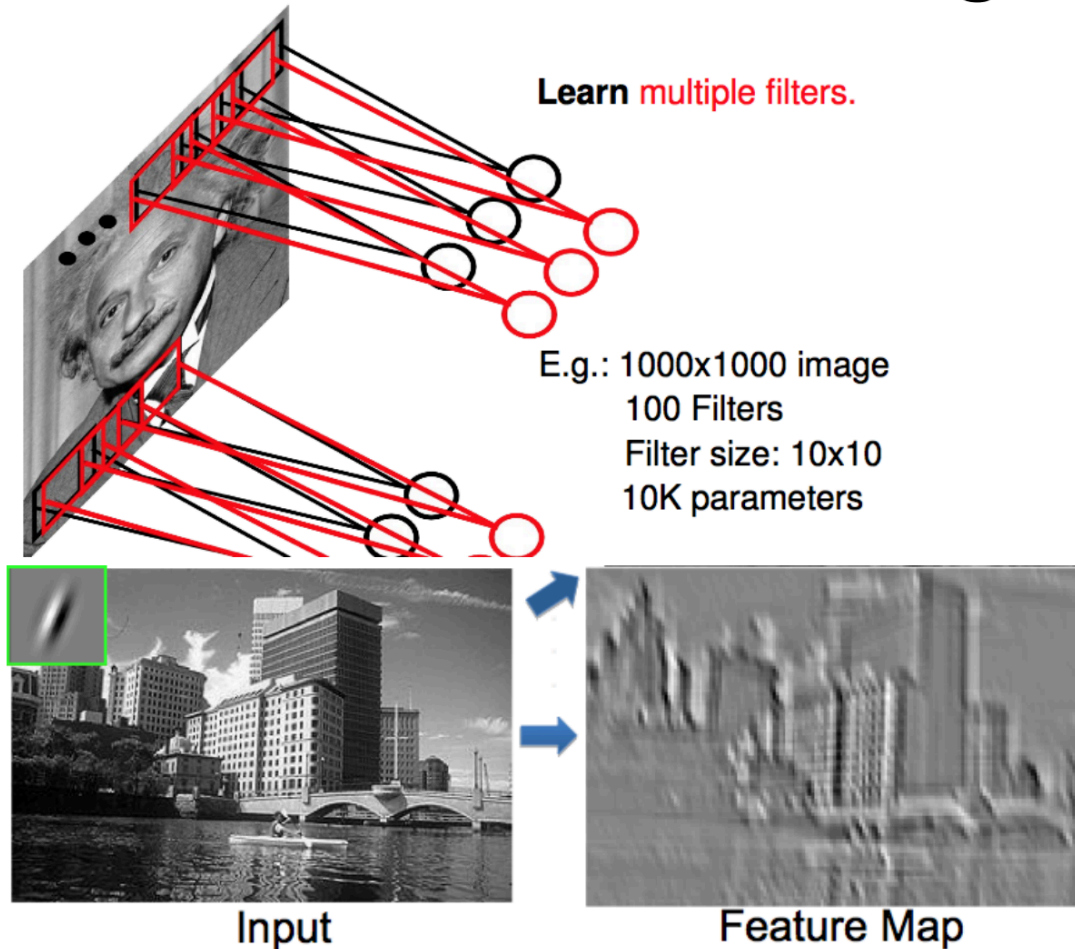 Learn multiple filters.
E.g.: 1000x1000 image
100 Filters
Filter size: 10x10
10K parameters
Input
Feature Map